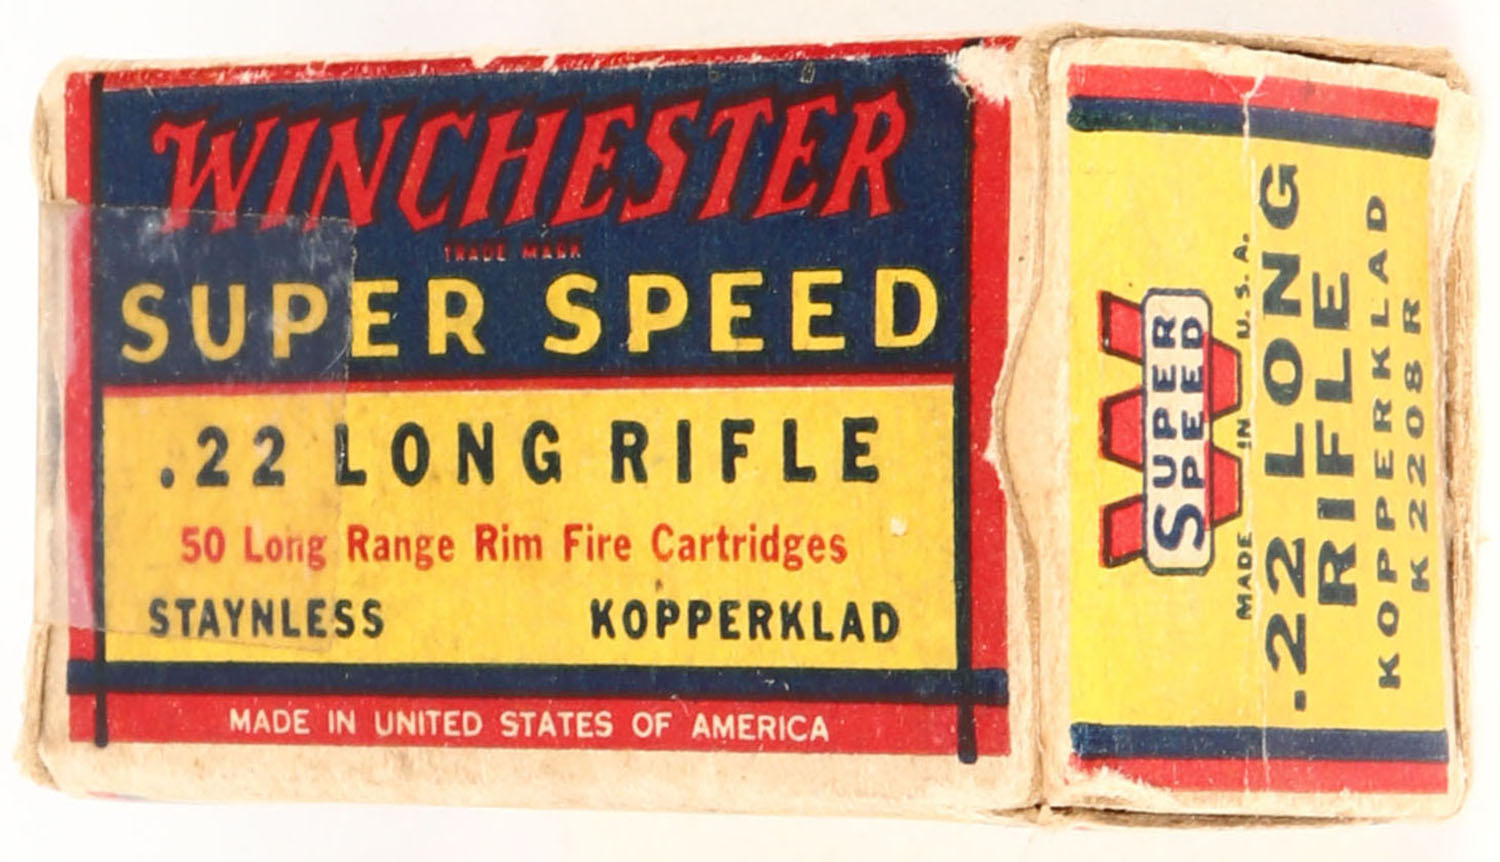 WINCHESTER
TRADE MARK
SUPER SPEED
.22 LONG RIFLE
50 Long Range Rim Fire Cartridges
STAYNLESS KOPPERKLAD
MADE IN UNITED STATES OF AMERICA
W
SUPER
SPEED
MADE IN U.S.A.
.22 LONG
RIFLE
KOPPERKLAD
K2208R